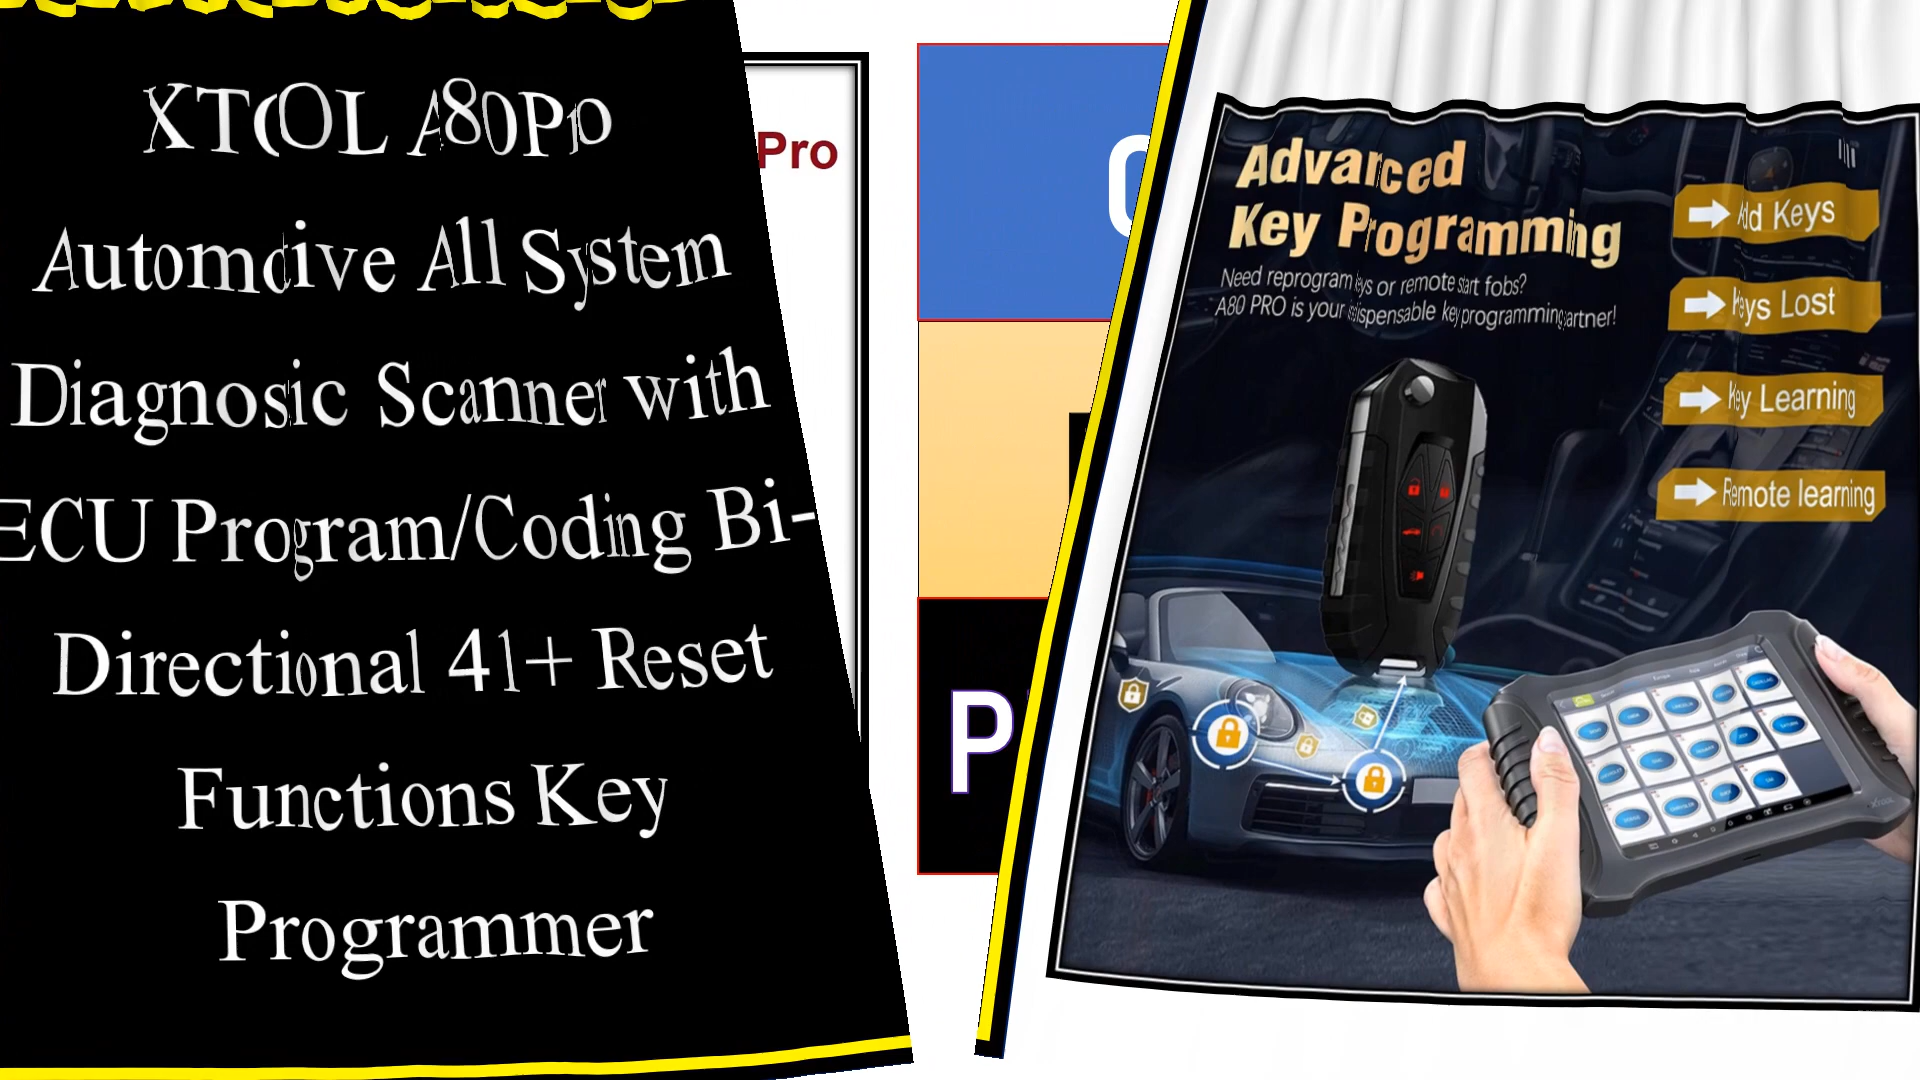 XTOOL A80Pro
Automotive All System
Diagnosic Scanner with
ECU Program/Coding Bi-
Directional 41+ Reset
Functions Key
Programmer
Pro
P
Advanced
Key Programming
Need reprogram keys or remote start fobs?
A80 PRO is your indispensable key programming partner!
Add Keys
Keys Lost
Key Learning
Remote learning